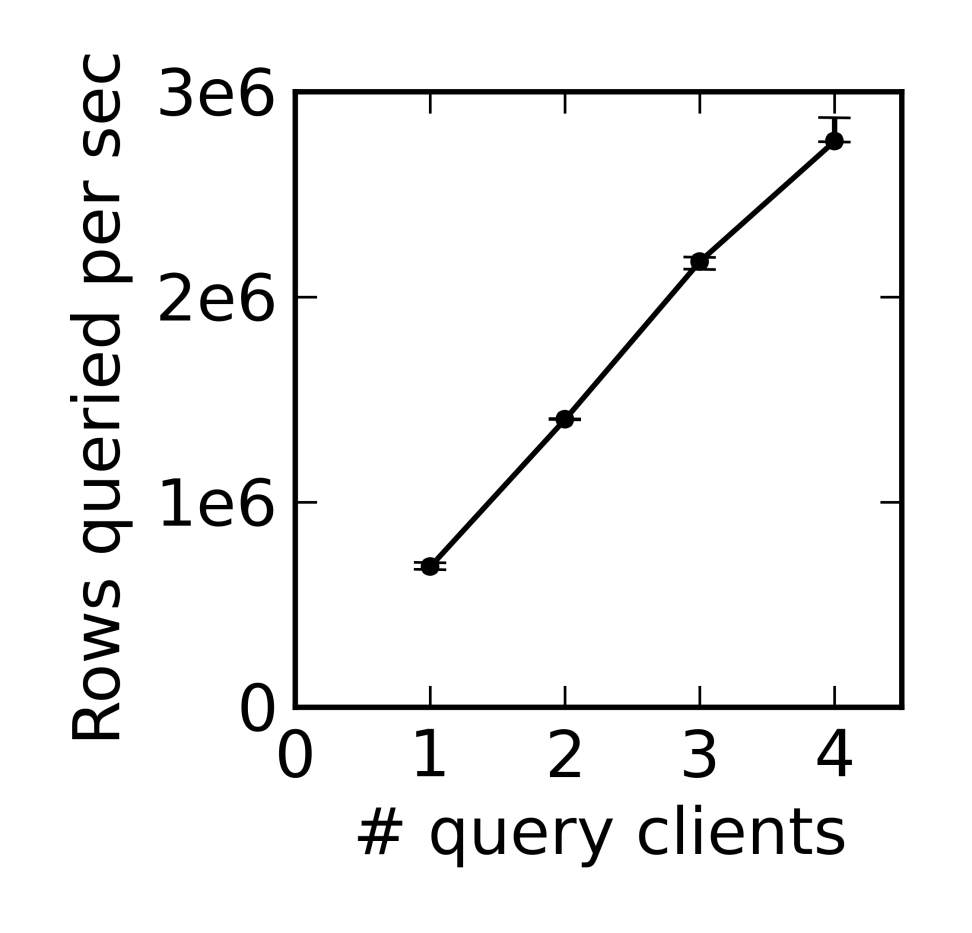 Rows queried per sec
3e6
2e6
1e6
0
0 1 2 3 4
# query clients